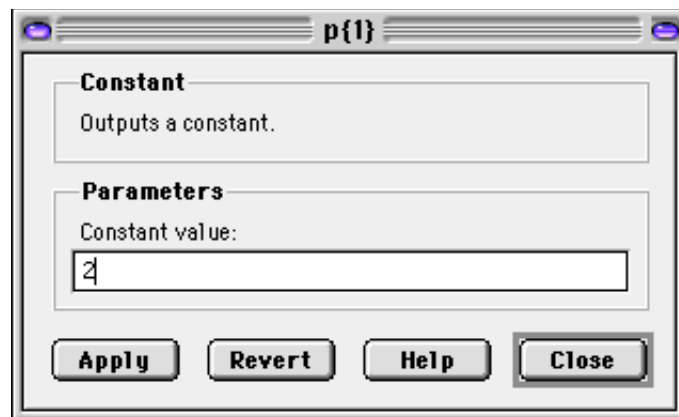 p{1}
Constant
Outputs a constant.
Parameters
Constant value:
2
Apply Revert Help Close